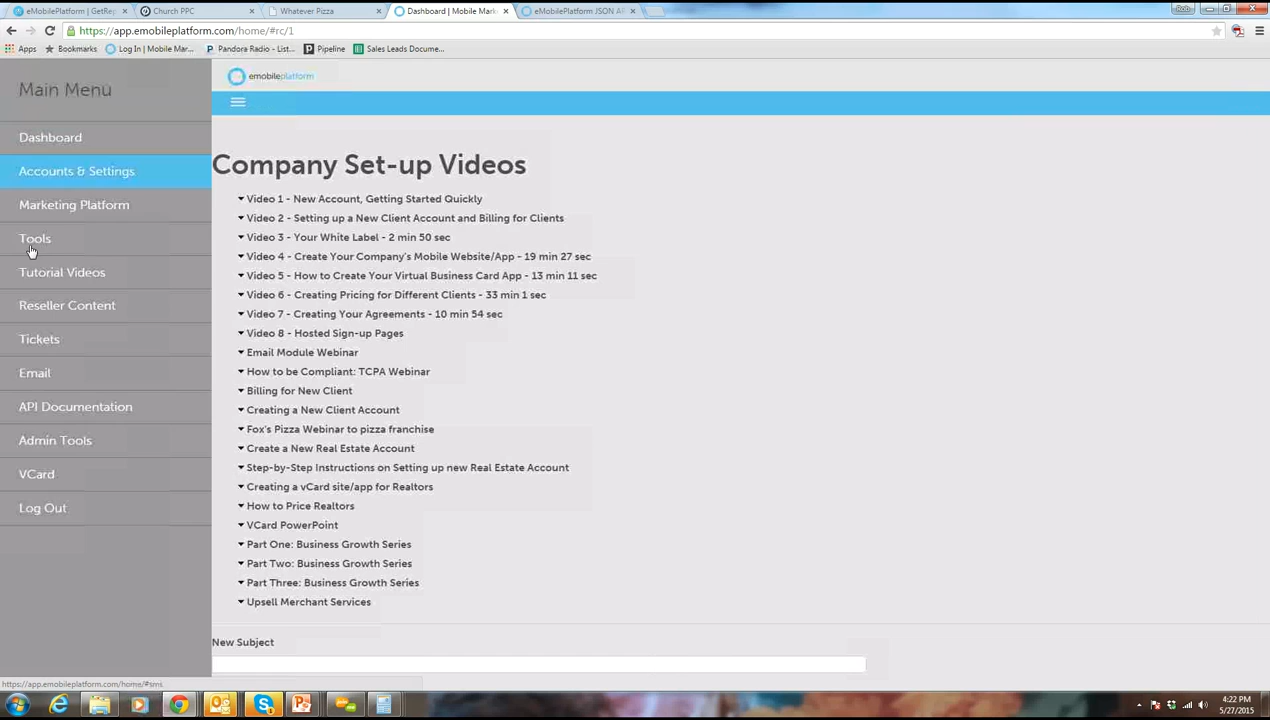 eMobilePlatform | GetRe
Church PPC
Whatever Pizza
Dashboard | Mobile Mark
eMobilePlatform JSON AP
Rob
https://app.emobileplatform.com/home/#rc/1
Apps
Bookmarks
Log In | Mobile Mar...
Pandora Radio - List...
Pipeline
Sales Leads Docume...
Main Menu
Dashboard
Accounts & Settings
Marketing Platform
Tools
Tutorial Videos
Reseller Content
Tickets
Email
API Documentation
Admin Tools
VCard
Log Out
emobileplatform
Company Set-up Videos
Video 1 - New Account, Getting Started Quickly
Video 2 - Setting up a New Client Account and Billing for Clients
Video 3 - Your White Label - 2 min 50 sec
Video 4 - Create Your Company's Mobile Website/App - 19 min 27 sec
Video 5 - How to Create Your Virtual Business Card App - 13 min 11 sec
Video 6 - Creating Pricing for Different Clients - 33 min 1 sec
Video 7 - Creating Your Agreements - 10 min 54 sec
Video 8 - Hosted Sign-up Pages
Email Module Webinar
How to be Compliant: TCPA Webinar
Billing for New Client
Creating a New Client Account
Fox's Pizza Webinar to pizza franchise
Create a New Real Estate Account
Step-by-Step Instructions on Setting up new Real Estate Account
Creating a vCard site/app for Realtors
How to Price Realtors
VCard PowerPoint
Part One: Business Growth Series
Part Two: Business Growth Series
Part Three: Business Growth Series
Upsell Merchant Services
New Subject
https://app.emobileplatform.com/home/#sms
4:22 PM
5/27/2015